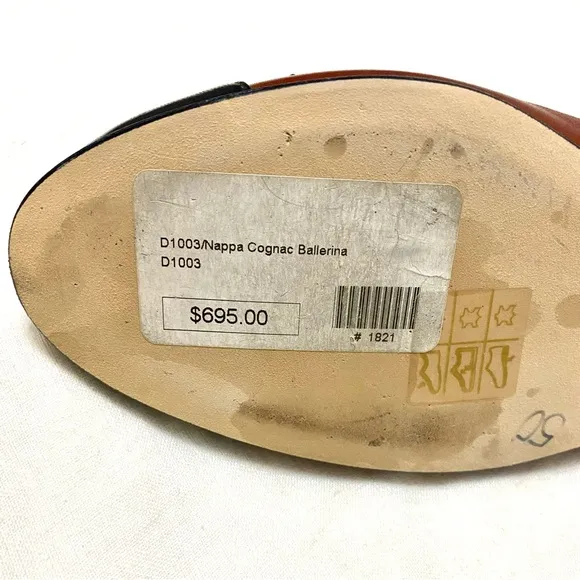 D1003/Nappa Cognac Ballerina
D1003
$695.00
# 1821